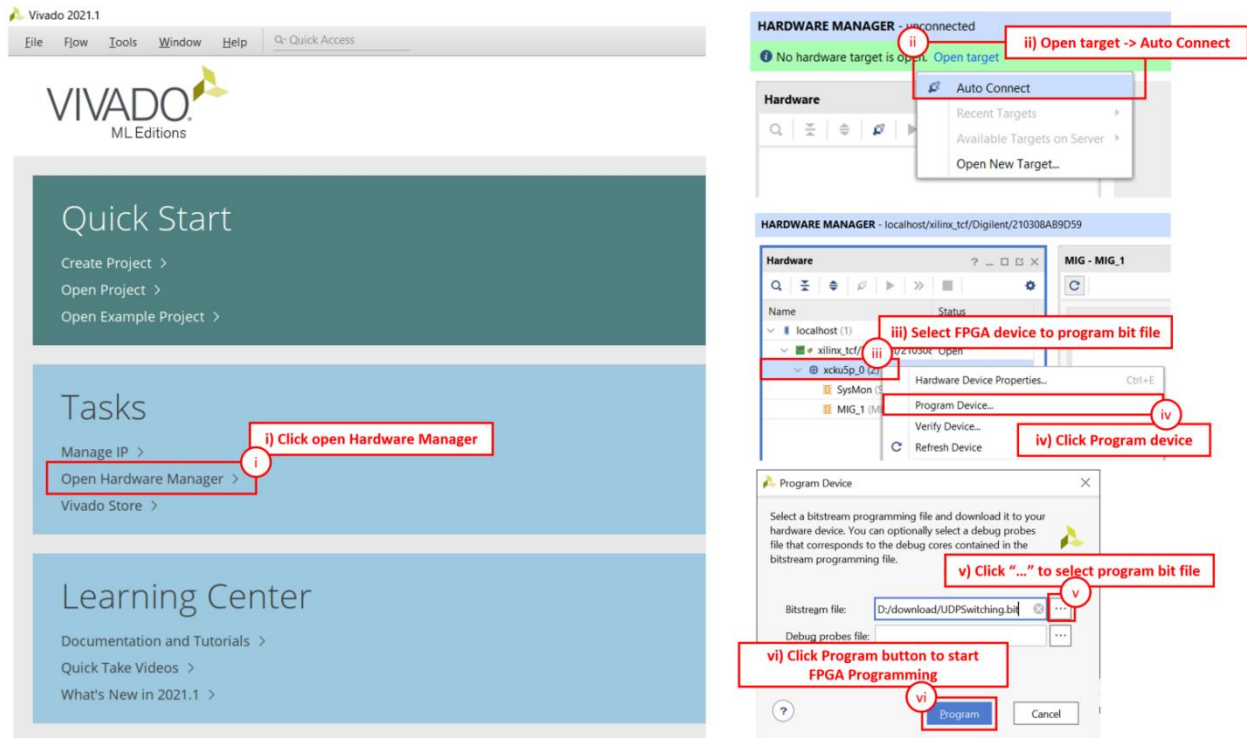 Vivado 2021.1
File Flow Tools Window Help Quick Access
VIVADO.
ML Editions
Quick Start
Create Project >
Open Project >
Open Example Project >
Tasks
Manage IP >
i) Click open Hardware Manager
i
Open Hardware Manager >
Vivado Store >
Learning Center
Documentation and Tutorials >
Quick Take Videos >
What's New in 2021.1 >
HARDWARE MANAGER - unconnected
ii
ii) Open target -> Auto Connect
No hardware target is open. Open target
Hardware
Auto Connect
Recent Targets
Available Targets on Server
Open New Target...
HARDWARE MANAGER - localhost/xilinx_tcf/Digilent/210308AB9D59
Hardware ? _
MIG - MIG_1
Name Status
localhost (1)
iii) Select FPGA device to program bit file
iii
xilinx_tcf/ Open
xcku5p_0 (2)
SysMon
MIG_1
Hardware Device Properties... Ctrl+E
Program Device...
iv
Verify Device...
iv) Click Program device
Refresh Device
Program Device
Select a bitstream programming file and download it to your
hardware device. You can optionally select a debug probes
file that corresponds to the debug cores contained in the
bitstream programming file.
v) Click “...” to select program bit file
v
Bitstream file: D:/download/UDPSwitching.bit ...
Debug probes file: ...
vi) Click Program button to start
FPGA Programming
vi
? Program Cancel